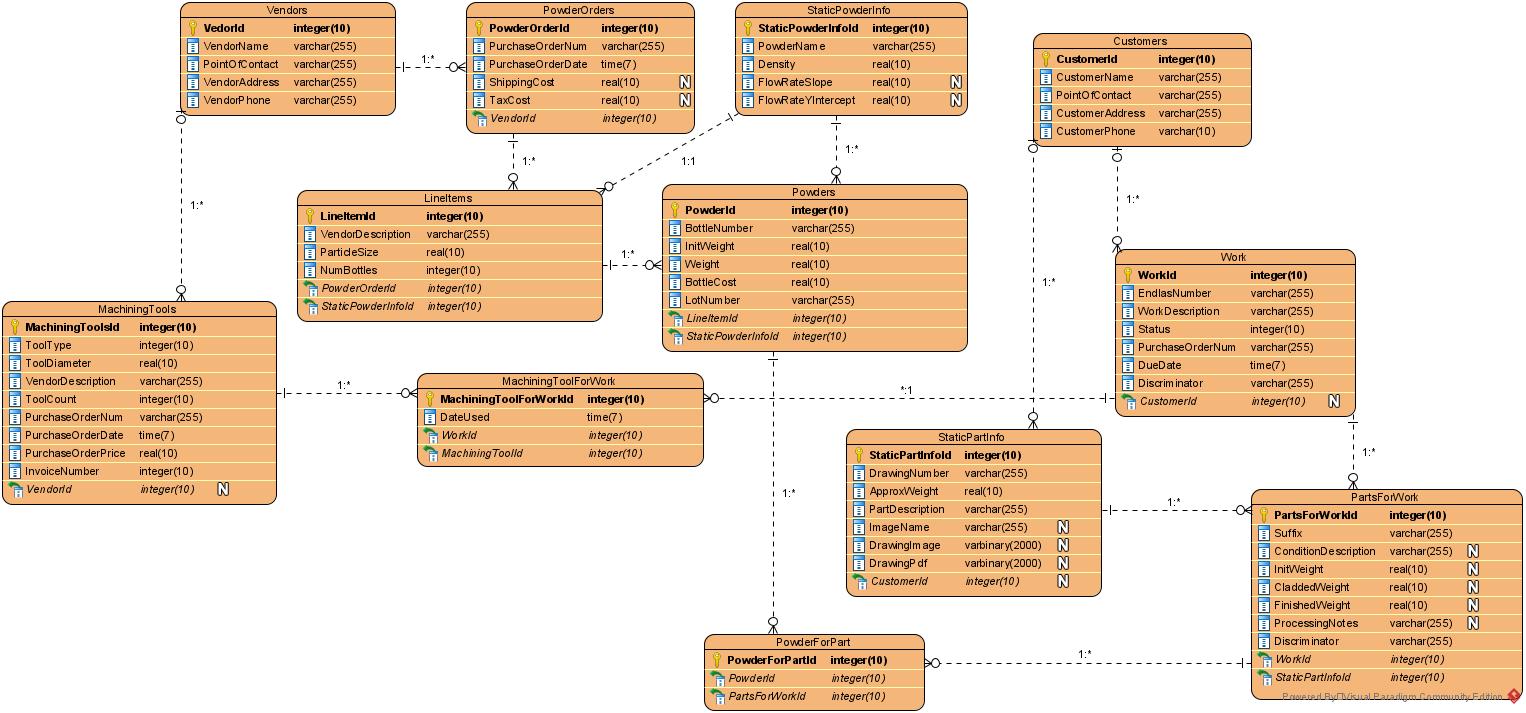 Vendors
VedorId integer(10)
VendorName varchar(255)
PointOfContact varchar(255)
VendorAddress varchar(255)
VendorPhone varchar(255)
1:*
PowderOrders
PowderOrderId integer(10)
PurchaseOrderNum varchar(255)
PurchaseOrderDate time(7)
ShippingCost real(10) N
TaxCost real(10) N
VendorId integer(10)
StaticPowderInfo
StaticPowderInfoId integer(10)
PowderName varchar(255)
Density real(10)
FlowRateSlope real(10) N
FlowRateYIntercept real(10) N
Customers
CustomerId integer(10)
CustomerName varchar(255)
PointOfContact varchar(255)
CustomerAddress varchar(255)
CustomerPhone varchar(10)
1:*
1:*
1:1
1:*
1:*
1:*
LineItems
LineItemId integer(10)
VendorDescription varchar(255)
ParticleSize real(10)
NumBottles integer(10)
PowderOrderId integer(10)
StaticPowderInfoId integer(10)
1:*
Powders
PowderId integer(10)
BottleNumber varchar(255)
InitWeight real(10)
Weight real(10)
BottleCost real(10)
LotNumber varchar(255)
LineItemId integer(10)
StaticPowderInfoId integer(10)
Work
WorkId integer(10)
EndlasNumber varchar(255)
WorkDescription varchar(255)
Status integer(10)
PurchaseOrderNum varchar(255)
DueDate time(7)
Discriminator varchar(255)
CustomerId integer(10) N
MachiningTools
MachiningToolsId integer(10)
ToolType integer(10)
ToolDiameter real(10)
VendorDescription varchar(255)
ToolCount integer(10)
PurchaseOrderNum varchar(255)
PurchaseOrderDate time(7)
PurchaseOrderPrice real(10)
InvoiceNumber integer(10)
VendorId integer(10) N
1:*
MachiningToolForWork
MachiningToolForWorkId integer(10)
DateUsed time(7)
WorkId integer(10)
MachiningToolId integer(10)
*:1
1:*
1:*
StaticPartInfo
StaticPartInfoId integer(10)
DrawingNumber varchar(255)
ApproxWeight real(10)
PartDescription varchar(255)
ImageName varchar(255) N
DrawingImage varbinary(2000) N
DrawingPdf varbinary(2000) N
CustomerId integer(10) N
1:*
PartsForWork
PartsForWorkId integer(10)
Suffix varchar(255)
ConditionDescription varchar(255) N
InitWeight real(10) N
CladdedWeight real(10) N
FinishedWeight real(10) N
ProcessingNotes varchar(255) N
Discriminator varchar(255)
WorkId integer(10)
StaticPartInfoId integer(10)
PowderForPart
PowderForPartId integer(10)
PowderId integer(10)
PartsForWorkId integer(10)
1:*
Powered By□Visual Paradigm Community Edition